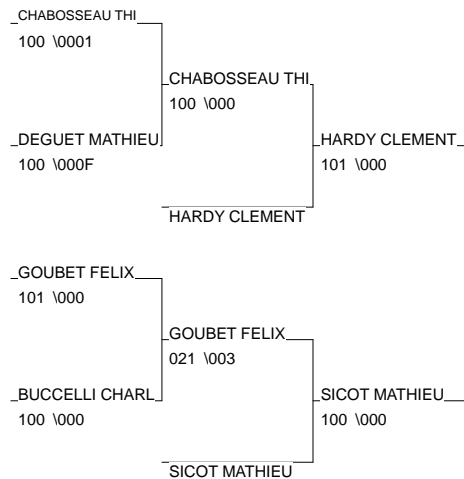 CHABOSSEAU THI
100 \0001
CHABOSSEAU THI
100 \000
DEGUET MATHIEU
100 \000F
HARDY CLEMENT
101 \000
HARDY CLEMENT
GOUBET FELIX
101 \000
GOUBET FELIX
021 \003
BUCCELLI CHARL
100 \000
SICOT MATHIEU
100 \000
SICOT MATHIEU